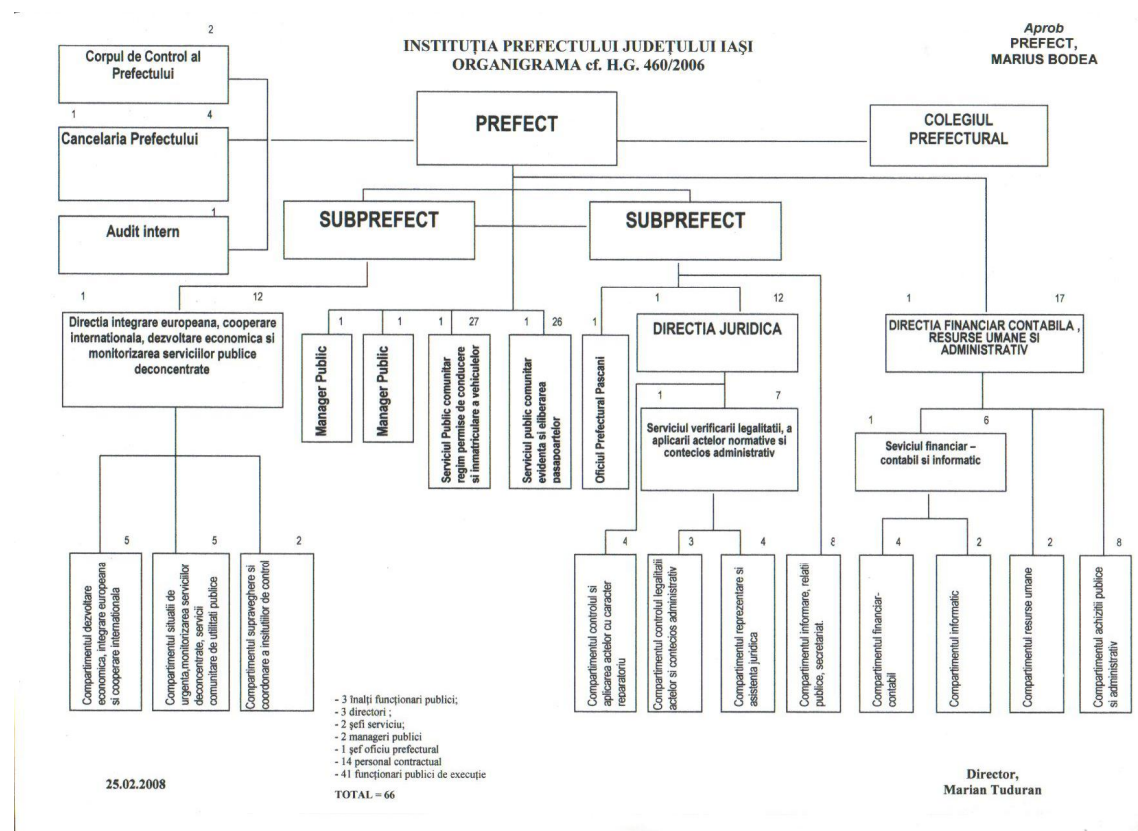 INSTITUȚIA PREFECTULUI JUDEȚULUI IAȘI
ORGANIGRAMA cf. H.G. 460/2006
Aprob
PREFECT,
MARIUS BODEA
2
Corpul de Control al
Prefectului
1 4
Cancelaria Prefectului
1
Audit intern
PREFECT
COLEGIUL
PREFECTURAL
SUBPREFECT
SUBPREFECT
1 12
Directia integrare europeana, cooperare
internationala, dezvoltare economica si
monitorizarea serviciilor publice
deconcentrate
1
Manager Public
1
Manager Public
1 27
Serviciul Public comunitar
regim permise de conducere
si inmatriculare a vehiculelor
1 26
Serviciul public comunitar
evidenta si eliberarea
pasapoartelor
1
Oficiul Prefectural Pascani
1 12
DIRECTIA JURIDICA
1 17
DIRECTIA FINANCIAR CONTABILA ,
RESURSE UMANE SI
ADMINISTRATIV
1 7
Serviciul verificarii legalitatii, a
aplicarii actelor normative si
contecios administrativ
1 6
Seviciul financiar –
contabil si informatic
5
Compartimentul dezvoltare
economica, integrare europeana
si cooperare internationala
5
Compartimentul situatii de
urgenta,monitorizarea serviciilor
deconcentrate, servicii
comunitare de utilitati publice
2
Compartimentul supraveghere si
coordonare a insitutiilor de control
4
Compartimentul controlul si
aplicarea actelor cu caracter
reparatoriu
3
Compartimentul controlul legalitatii
actelor si contecios administrativ
4
Compartimentul reprezentare si
asistenta juridica
8
Compartimentul informare, relatii
publice, secretariat.
4
Compartimentul financiar-
contabil
2
Compartimentul informatic
2
Compartimentul resurse umane
8
Compartimentul achizitii publice
si administrativ
- 3 înalți funcționari publici;
- 3 directori ;
- 2 șefi serviciu;
- 2 manageri publici
- 1 șef oficiu prefectural
- 14 personal contractual
- 41 funcționari publici de execuție
TOTAL = 66
25.02.2008
Director,
Marian Tuduran